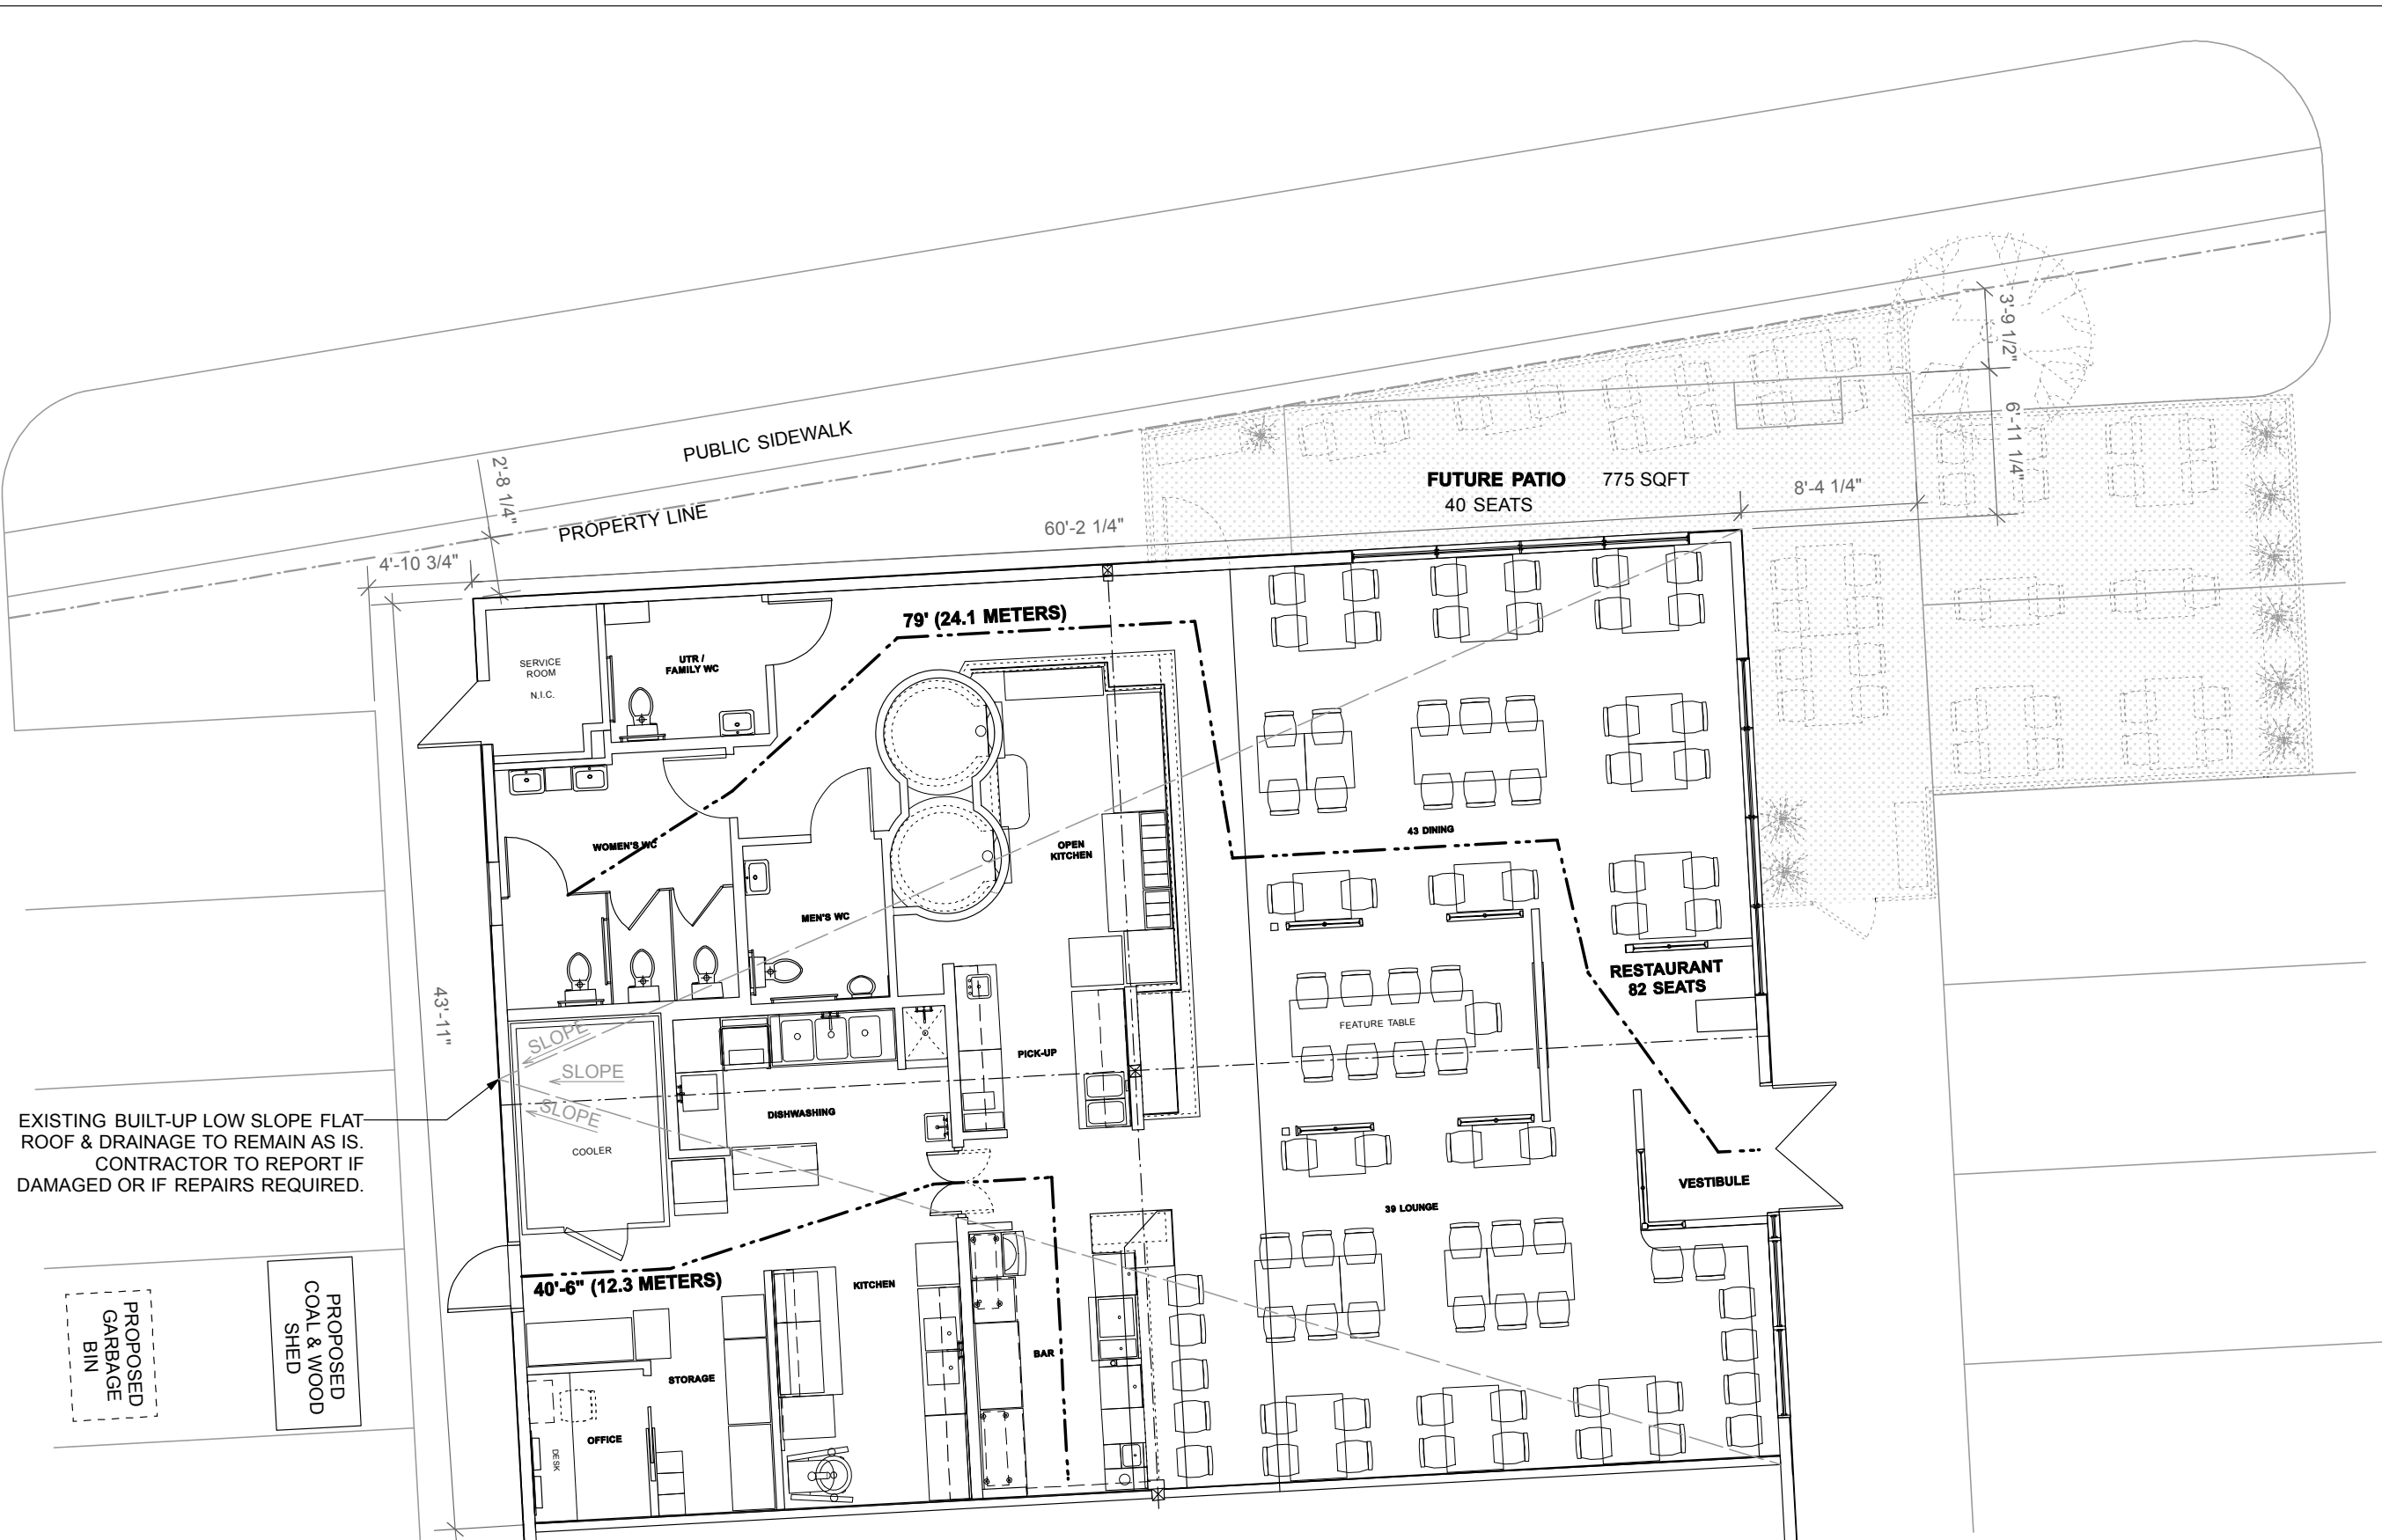 3'-9 1/2"
PUBLIC SIDEWALK
6'-11 1/4"
2'-8 1/4"
FUTURE PATIO 775 SQFT
40 SEATS
8'-4 1/4"
PROPERTY LINE
60'-2 1/4"
4'-10 3/4"
79' (24.1 METERS)
SERVICE
ROOM
N.I.C.
UTR /
FAMILY WC
43 DINING
WOMEN'S WC
OPEN
KITCHEN
MEN'S WC
RESTAURANT
82 SEATS
43'-11"
FEATURE TABLE
SLOPE
SLOPE
SLOPE
PICK-UP
EXISTING BUILT-UP LOW SLOPE FLAT
ROOF & DRAINAGE TO REMAIN AS IS.
CONTRACTOR TO REPORT IF
DAMAGED OR IF REPAIRS REQUIRED.
DISHWASHING
COOLER
VESTIBULE
39 LOUNGE
40'-6" (12.3 METERS)
KITCHEN
PROPOSED
GARBAGE
BIN
PROPOSED
COAL & WOOD
SHED
BAR
STORAGE
OFFICE
DESK